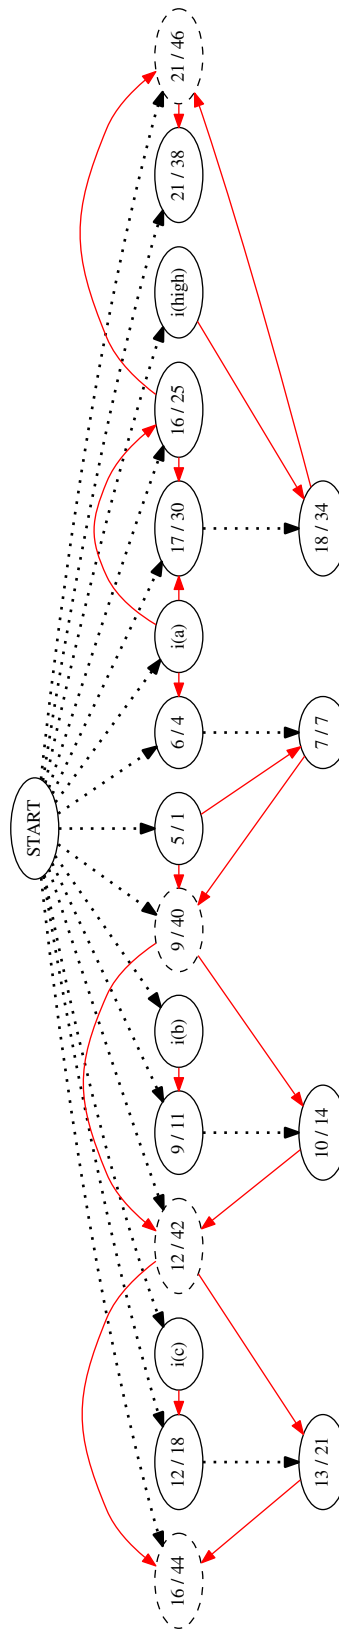 START
16 / 44
12 / 18
i(c)
12 / 42
9 / 11
i(b)
9 / 40
5 / 1
6 / 4
i(a)
17 / 30
16 / 25
i(high)
21 / 38
21 / 46
13 / 21
10 / 14
7 / 7
18 / 34